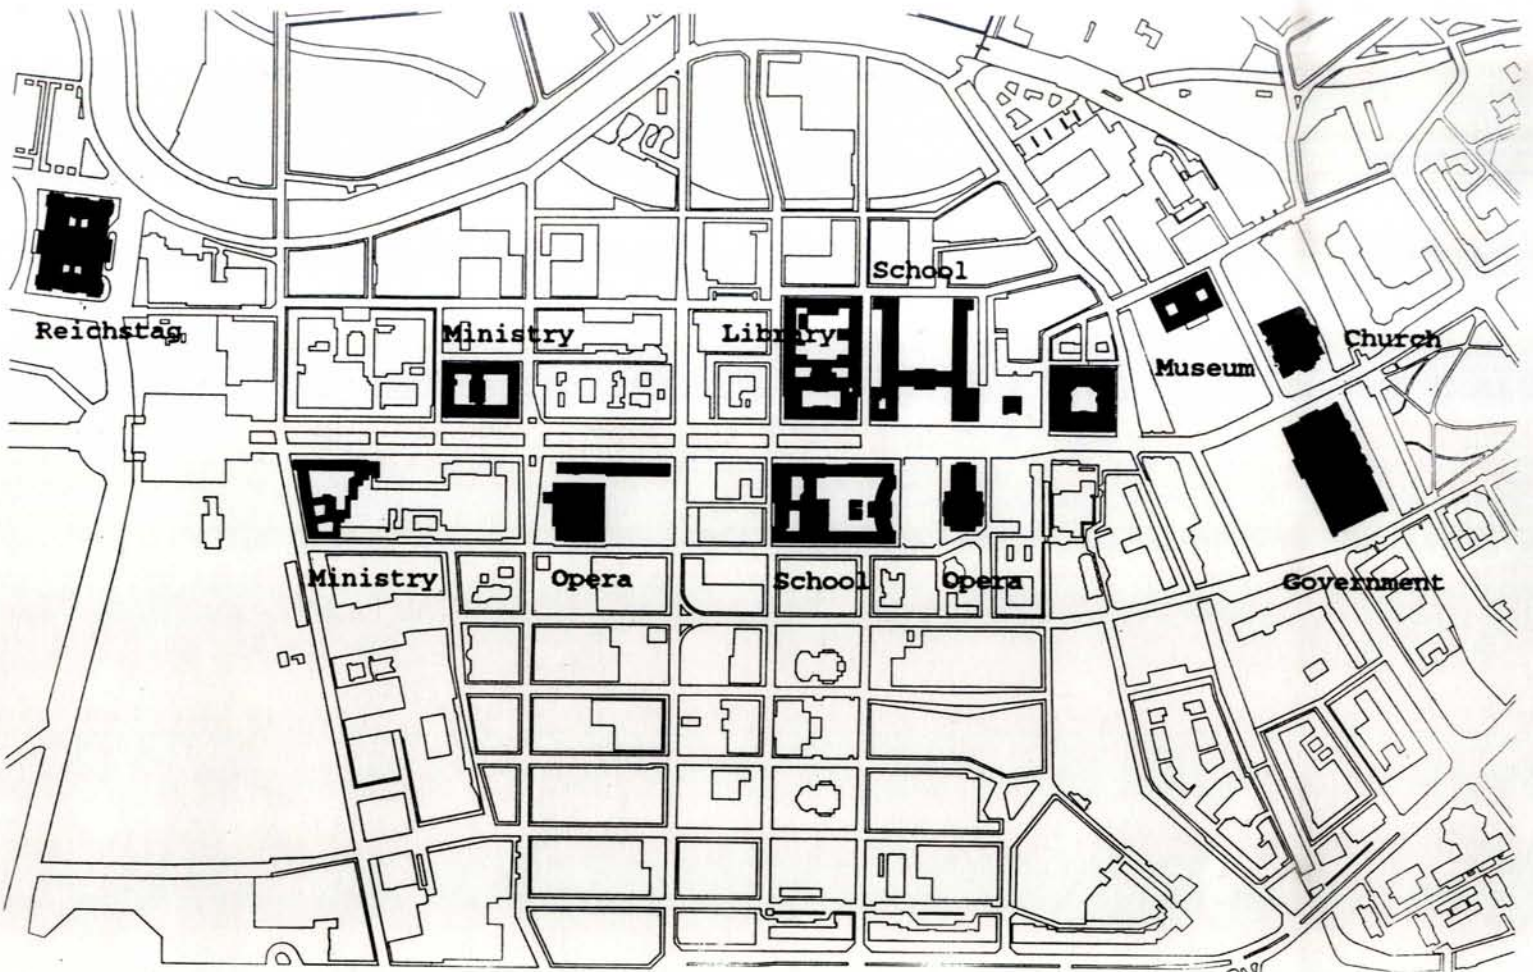 School
Reichstag
Ministry
Library
Church
Museum
Ministry
Opera
School
Opera
Government